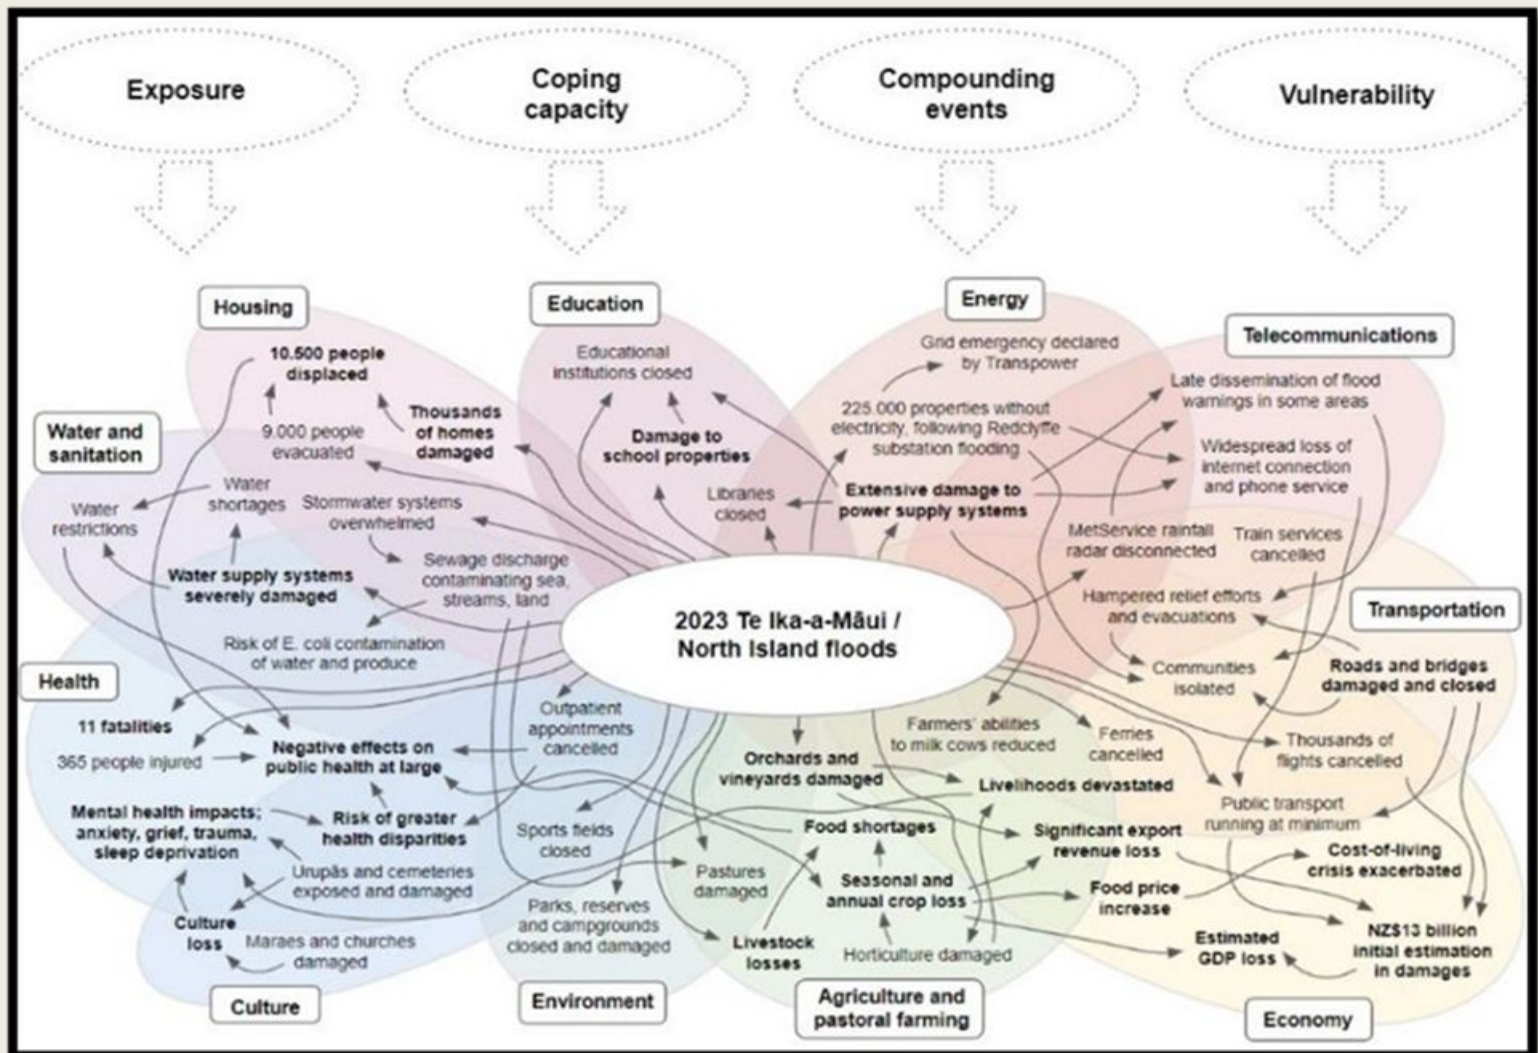 Exposure
Coping
capacity
Compounding
events
Vulnerability
Housing
Education
Energy
Telecommunications
10.500 people
displaced
Thousands
of homes
damaged
9.000 people
evacuated
Educational
institutions closed
Damage to
school properties
Libraries
closed
Grid emergency declared
by Transpower
225.000 properties without
electricity, following Redclyffe
substation flooding
Extensive damage to
power supply systems
Late dissemination of flood
warnings in some areas
Widespread loss of
internet connection
and phone service
MetService rainfall
radar disconnected
Train services
cancelled
Water and
sanitation
Water
restrictions
Water
shortages
Stormwater systems
overwhelmed
Sewage discharge
contaminating sea,
streams, land
Water supply systems
severely damaged
Risk of E. coli contamination
of water and produce
2023 Te Ika-a-Māui /
North Island floods
Hampered relief efforts
and evacuations
Transportation
Communities
isolated
Roads and bridges
damaged and closed
Health
11 fatalities
365 people injured
Negative effects on
public health at large
Outpatient
appointments
cancelled
Mental health impacts;
anxiety, grief, trauma,
sleep deprivation
Risk of greater
health disparities
Farmers' abilities
to milk cows reduced
Ferries
cancelled
Thousands of
flights cancelled
Orchards and
vineyards damaged
Livelihoods devastated
Public transport
running at minimum
Sports fields
closed
Food shortages
Significant export
revenue loss
Cost-of-living
crisis exacerbated
Urupās and cemeteries
exposed and damaged
Pastures
damaged
Seasonal and
annual crop loss
Food price
increase
Culture
loss
Maraes and churches
damaged
Parks, reserves
and campgrounds
closed and damaged
Livestock
losses
Horticulture damaged
Estimated
GDP loss
NZ$13 billion
initial estimation
in damages
Culture
Environment
Agriculture and
pastoral farming
Economy